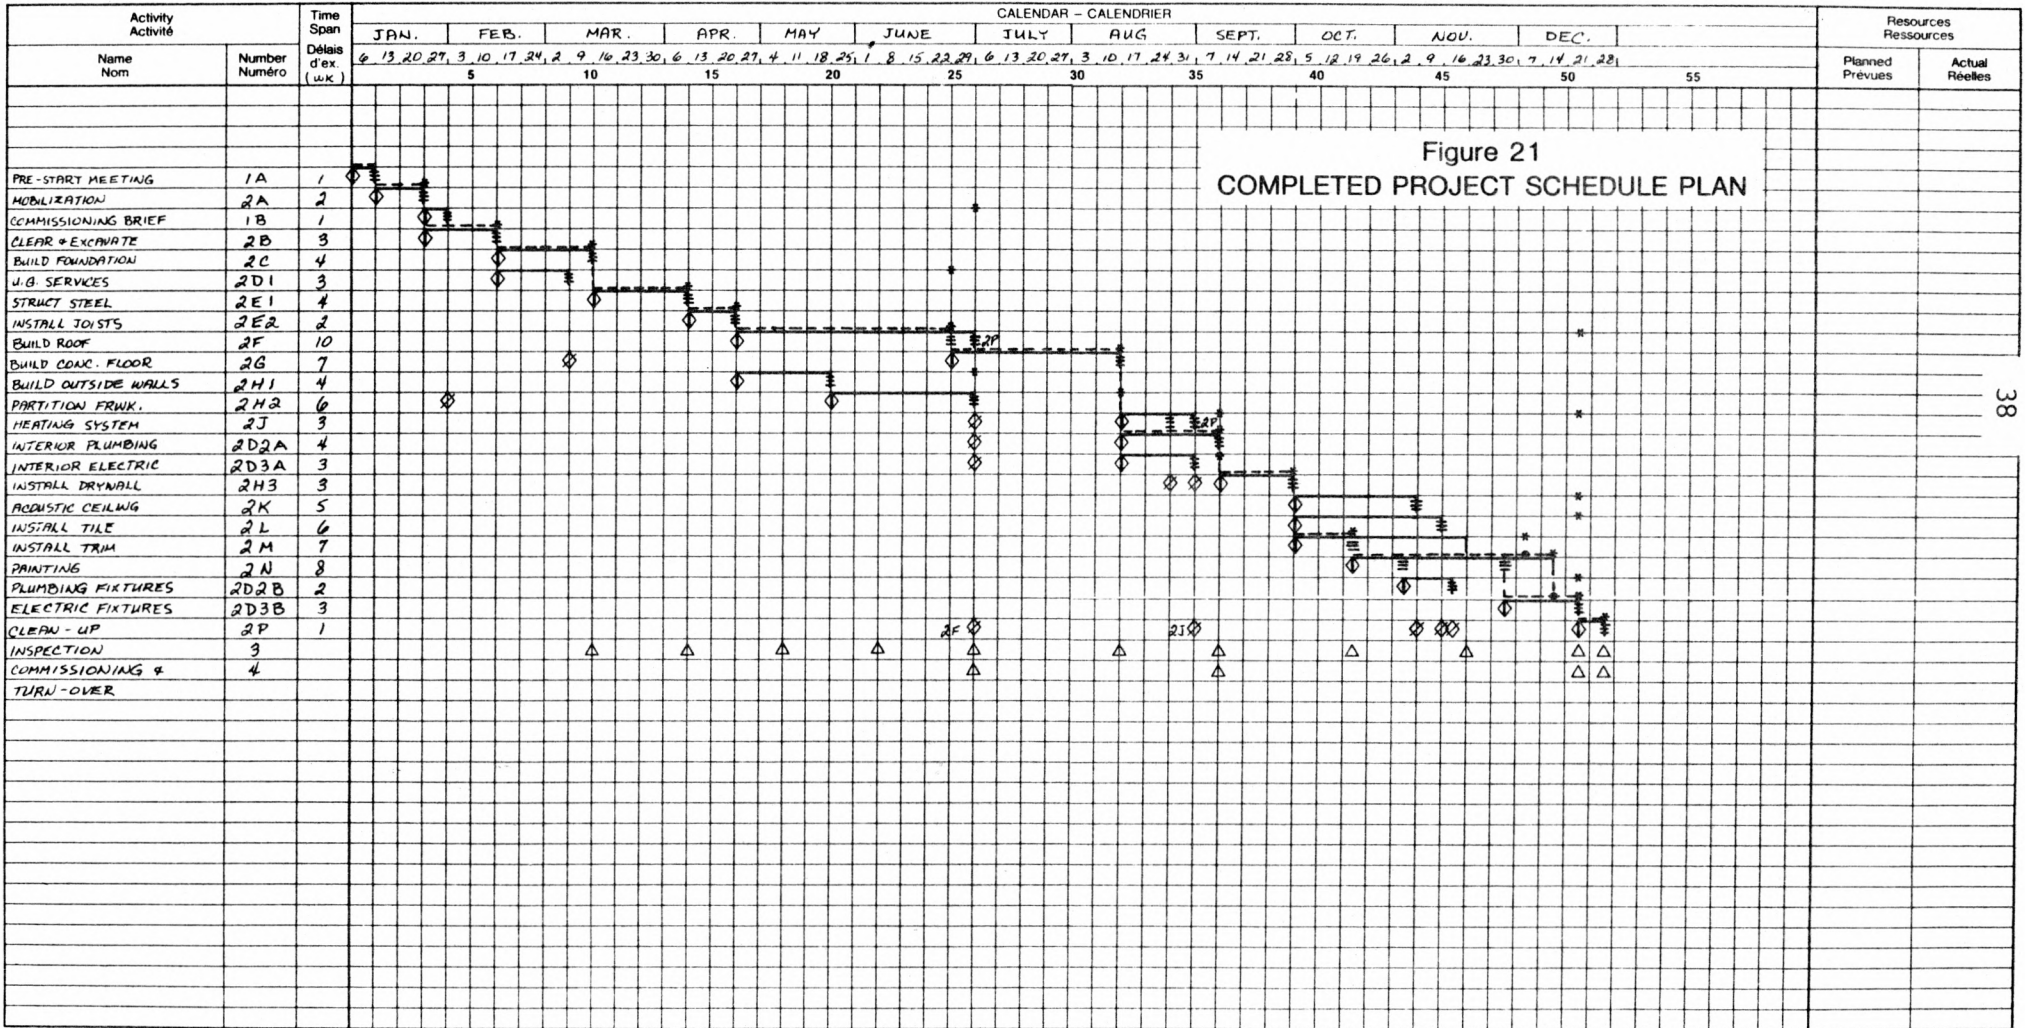 CALENDAR – CALENDRIER
Activity
Activité
Time
Span
Délais
d'ex.
(WK)
Resources
Ressources
JAN. FEB. MAR. APR. MAY JUNE JULY AUG SEPT. OCT. NOV. DEC.
Name
Nom
Number
Numéro
6 13 20 27 3 10 17 24 2 9 16 23 30 6 13 20 27 4 11 18 25 1 8 15 22 29 6 13 20 27 3 10 17 24 31 7 14 21 28 5 12 19 26 2 9 16 23 30 7 14 21 28
Planned
Prévues
Actual
Réelles
5 10 15 20 25 30 35 40 45 50 55
Figure 21
COMPLETED PROJECT SCHEDULE PLAN
PRE-START MEETING 1A 1
MOBILIZATION 2A 2
COMMISSIONING BRIEF 1B 1
CLEAR & EXCAVATE 2B 3
BUILD FOUNDATION 2C 4
U.G. SERVICES 2D1 3
STRUCT STEEL 2E1 4
INSTALL JOISTS 2E2 2
BUILD ROOF 2F 10 2P
BUILD CONC. FLOOR 2G 7
BUILD OUTSIDE WALLS 2H1 4
PARTITION FRWK. 2H2 6
HEATING SYSTEM 2J 3 2P
INTERIOR PLUMBING 2D2A 4
INTERIOR ELECTRIC 2D3A 3
INSTALL DRYWALL 2H3 3
ACOUSTIC CEILING 2K 5
INSTALL TILE 2L 6
INSTALL TRIM 2M 7
PAINTING 2N 8
PLUMBING FIXTURES 2D2B 2
ELECTRIC FIXTURES 2D3B 3
CLEAN-UP 2P 1 2F 2J
INSPECTION 3
COMMISSIONING & 4
TURN-OVER
38